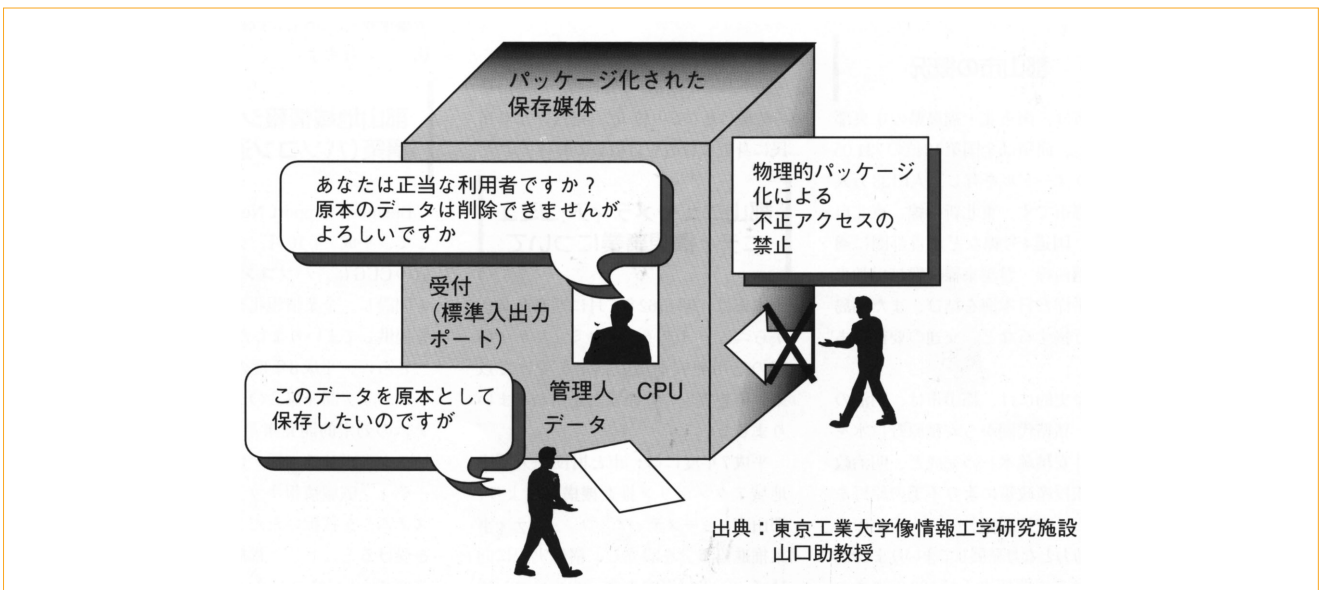 パッケージ化された
保存媒体
あなたは正当な利用者ですか？
原本のデータは削除できませんが
よろしいですか
物理的パッケージ
化による
不正アクセスの
禁止
受付
（標準入出力
ポート）
このデータを原本として
保存したいのですが
管理人　CPU
データ
出典：東京工業大学像情報工学研究施設
山口助教授